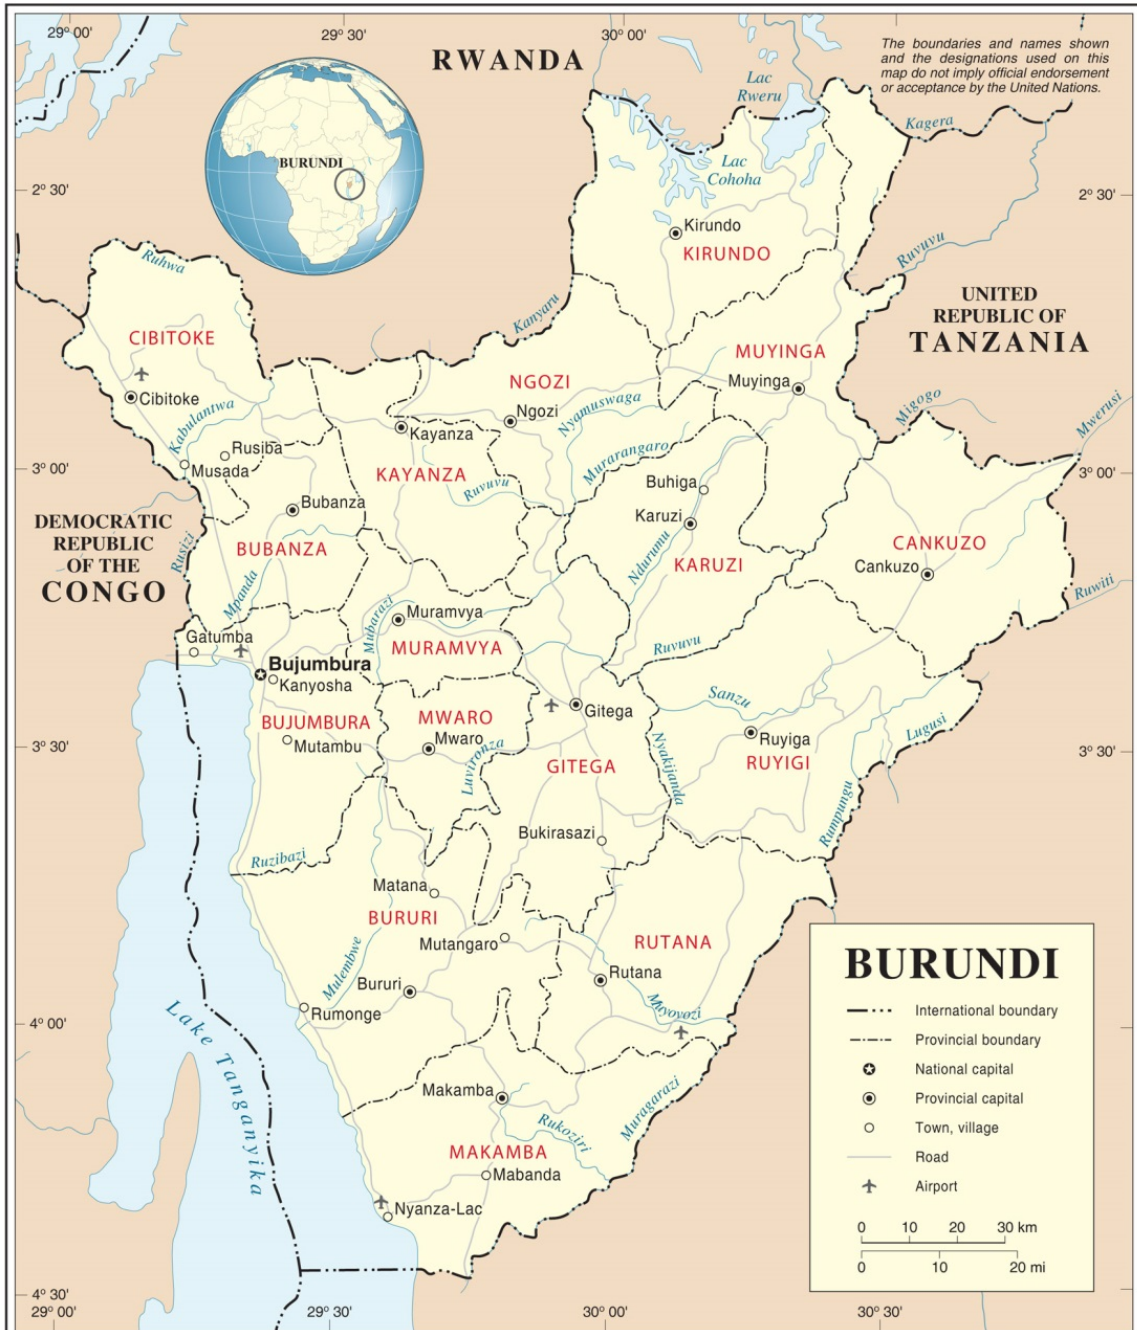 29° 00'
29° 30'
30° 00'
RWANDA
The boundaries and names shown
and the designations used on this
map do not imply official endorsement
or acceptance by the United Nations.
Lac
Rweru
Kagera
BURUNDI
Lac
Cohoha
2° 30'
2° 30'
Kirundo
KIRUNDO
Ruhwa
Ruvuvu
Kanyaru
UNITED
REPUBLIC OF
TANZANIA
CIBITOKE
MUYINGA
NGOZI
Muyinga
Cibitoke
Nyamuswaga
Migogo
Mwerusi
Kabulantwa
Ngozi
Kayanza
Rusiba
Murarangaro
Musada
3° 00'
3° 00'
KAYANZA
Ruvuvu
Buhiga
Bubanza
Karuzi
DEMOCRATIC
REPUBLIC
OF THE
CONGO
Rusizi
BUBANZA
Ndurumu
KARUZI
CANKUZO
Cankuzo
Mpanda
Mubarazi
Muramvya
Ruwiti
Gatumba
MURAMVYA
Ruvuvu
Bujumbura
Kanyosha
Sanzu
BUJUMBURA
MWARO
Gitega
Lugusi
Mutambu
Mwaro
Ruyiga
3° 30'
3° 30'
Luvironza
GITEGA
Nyakijanda
RUYIGI
Rumpungu
Bukirasazi
Ruzibazi
Matana
BURURI
Mutangaro
RUTANA
Mulembwe
Bururi
Rutana
Rumonge
Muyovozi
4° 00'
Lake Tanganyika
Makamba
Muragarazi
Rukoziri
MAKAMBA
Mabanda
Nyanza-Lac
BURUNDI
International boundary
Provincial boundary
National capital
Provincial capital
Town, village
Road
Airport
0 10 20 30 km
0 10 20 mi
4° 30'
29° 00'
29° 30'
30° 00'
30° 30'